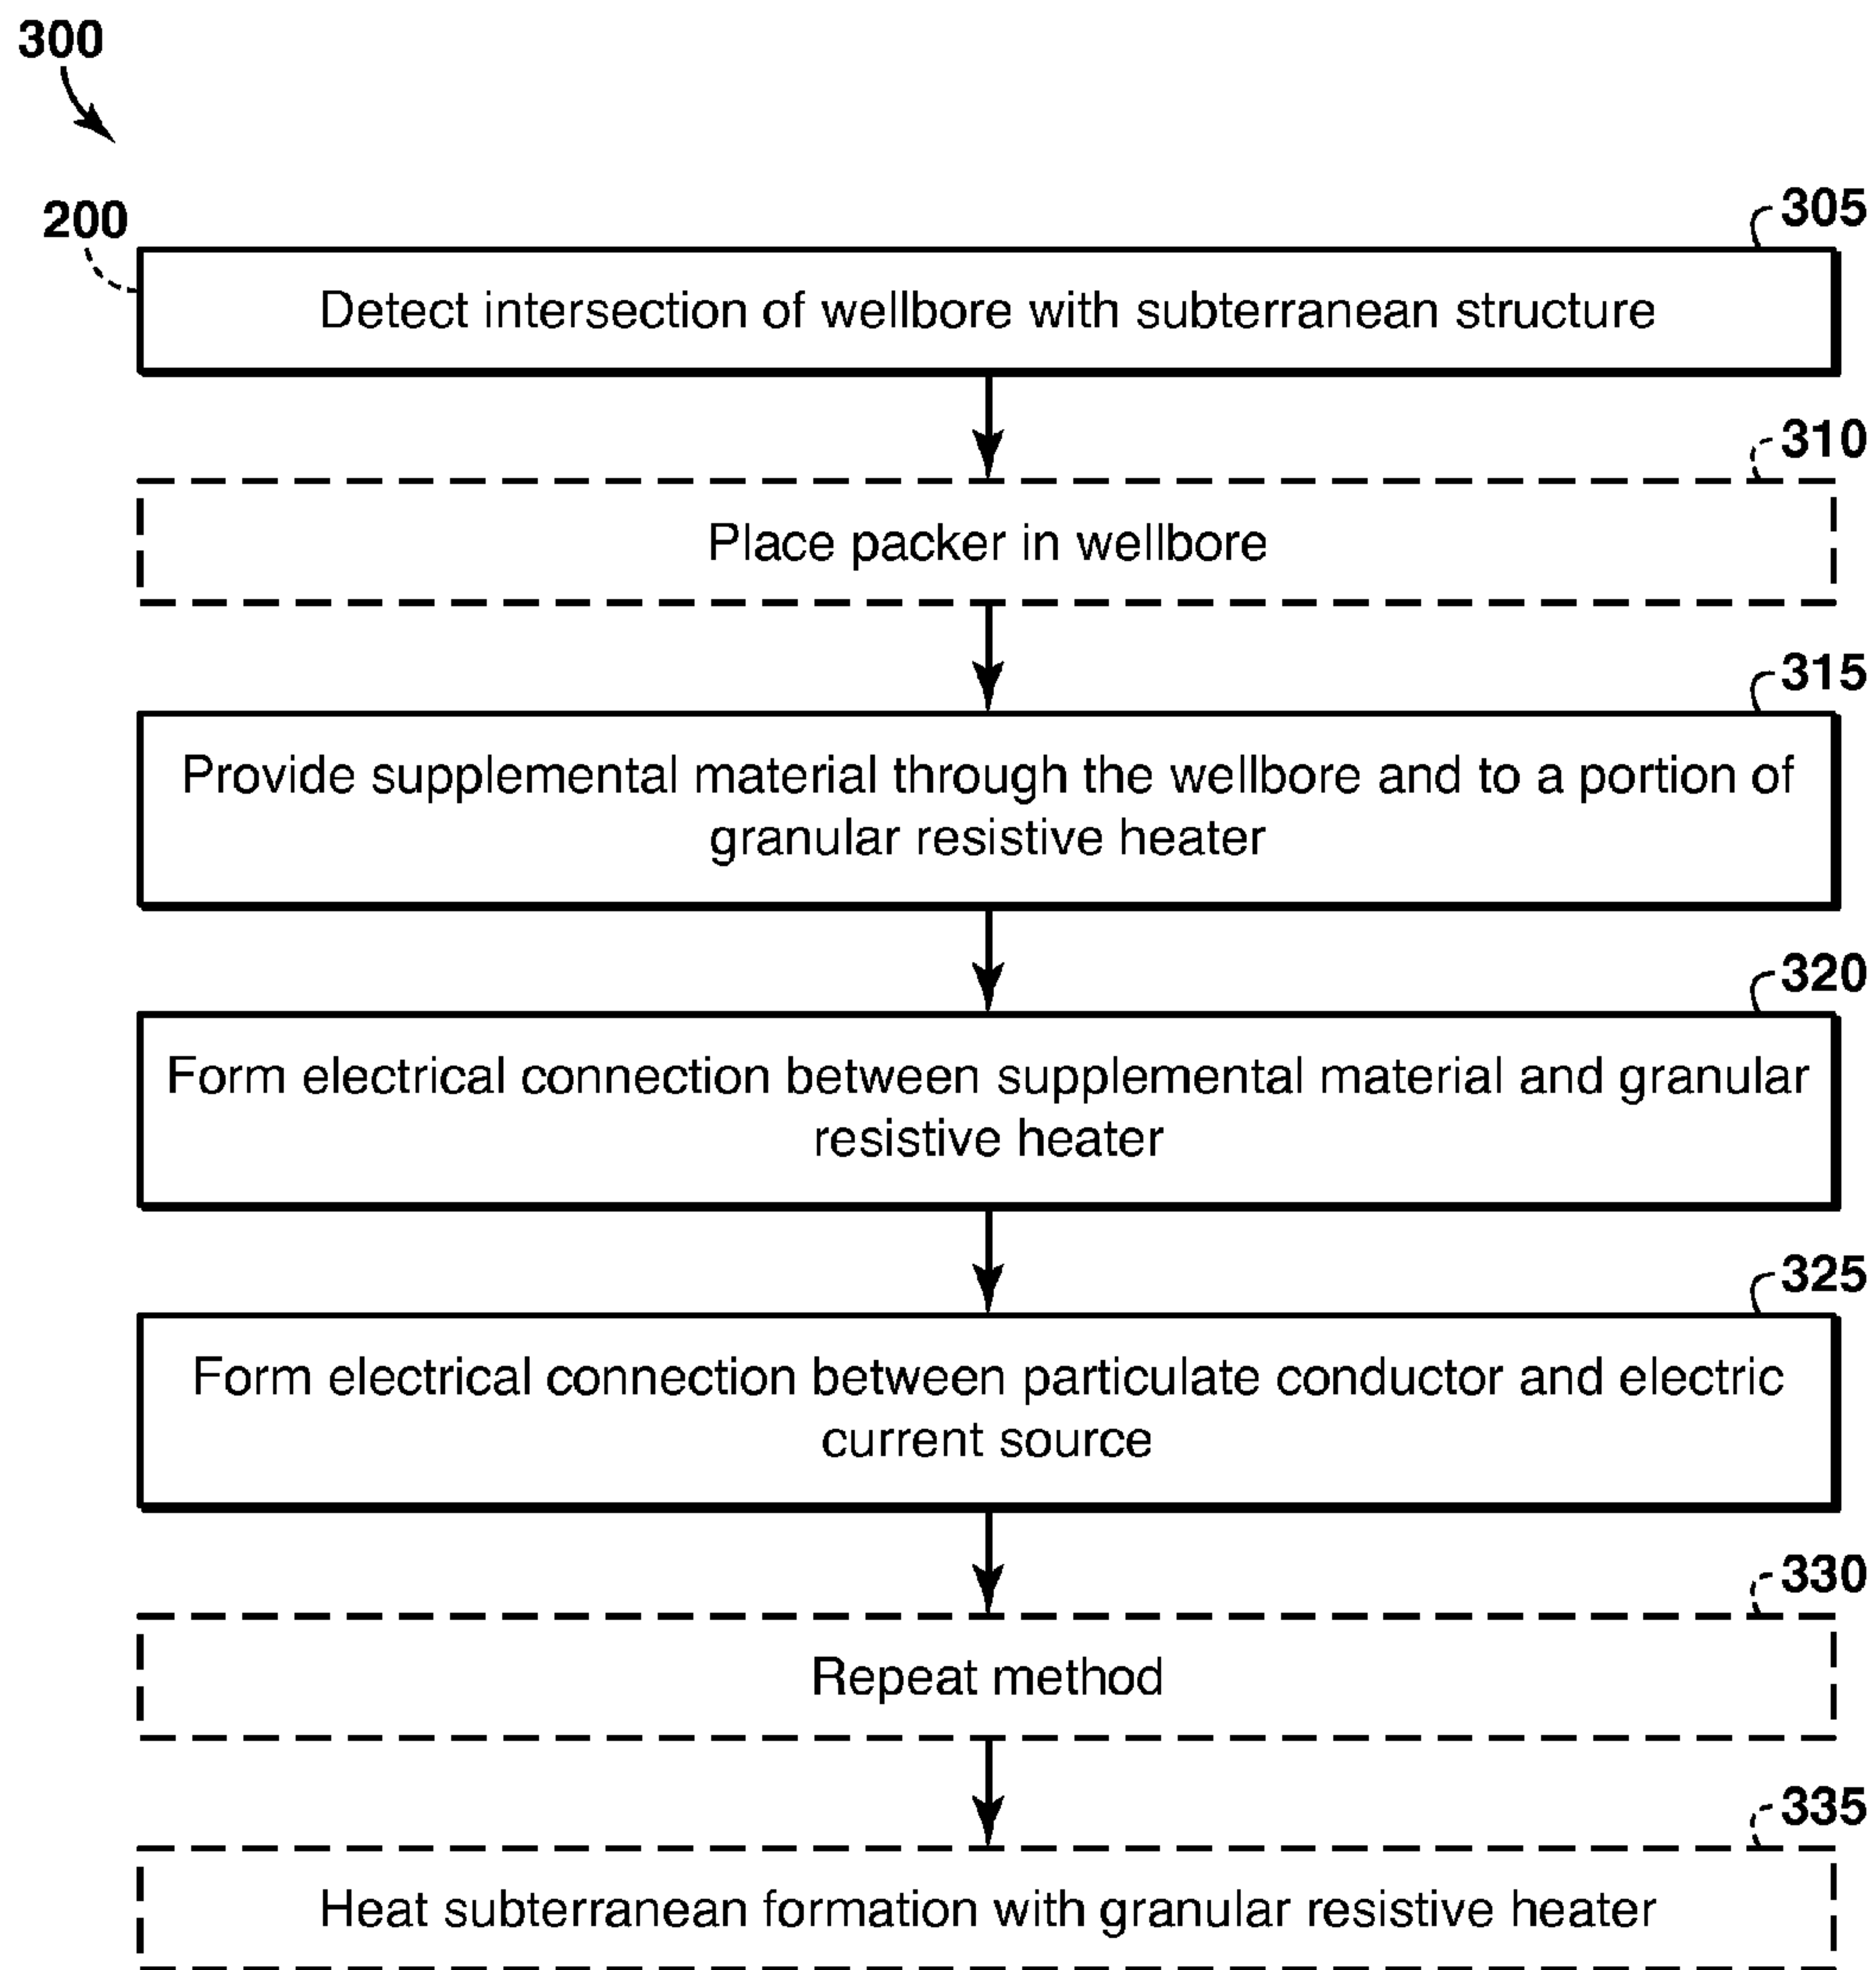 300
200
305
Detect intersection of wellbore with subterranean structure
310
Place packer in wellbore
315
Provide supplemental material through the wellbore and to a portion of
granular resistive heater
320
Form electrical connection between supplemental material and granular
resistive heater
325
Form electrical connection between particulate conductor and electric
current source
330
Repeat method
335
Heat subterranean formation with granular resistive heater